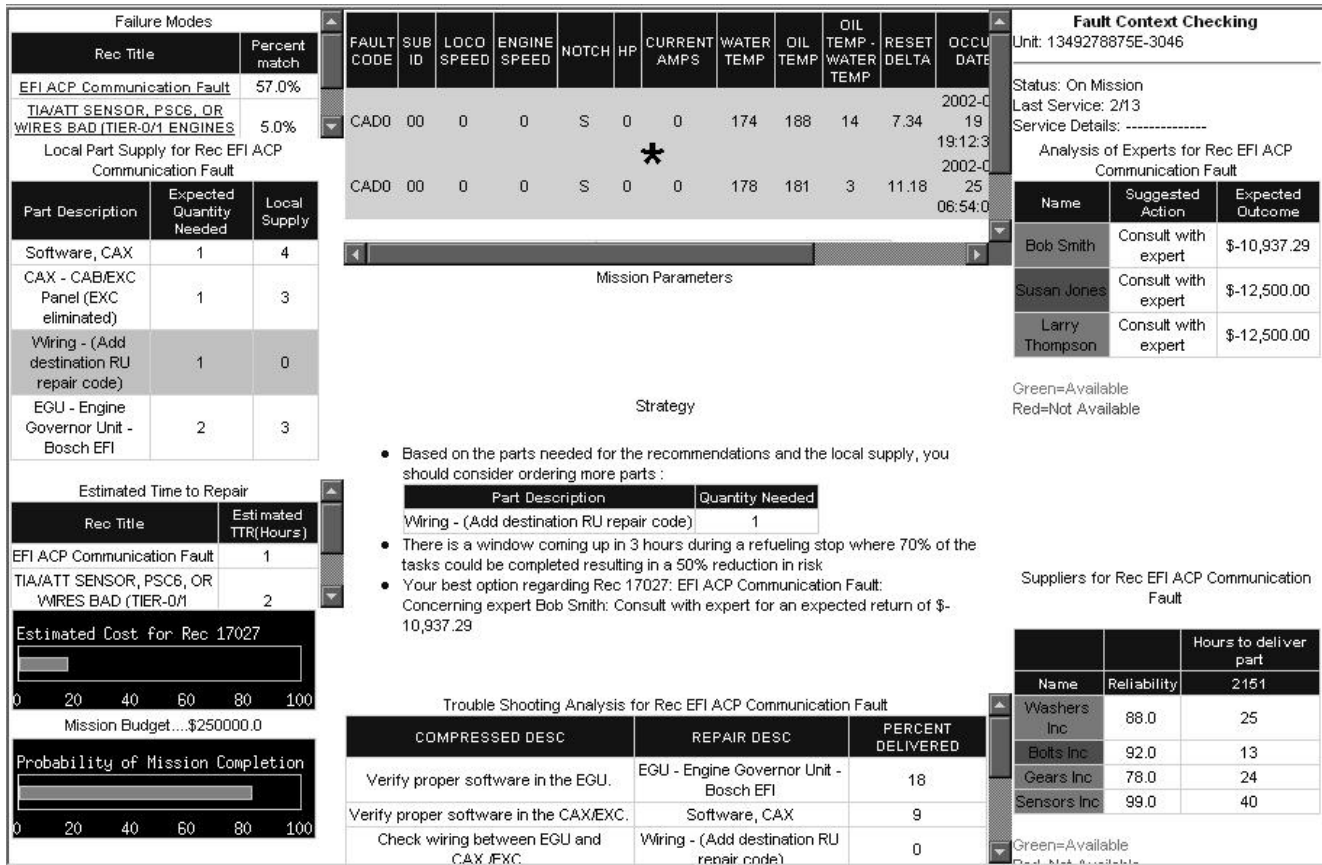 Failure Modes
Rec Title
Percent
match
EFI ACP Communication Fault 57.0%
TIA/ATT SENSOR, PSC6, OR
WIRES BAD (TIER-0/1 ENGINES 5.0%
Local Part Supply for Rec EFI ACP
Communication Fault
Part Description
Expected
Quantity
Needed
Local
Supply
Software, CAX 1 4
CAX - CAB/EXC
Panel (EXC
eliminated)
1 3
Wiring - (Add
destination RU
repair code)
1 0
EGU - Engine
Governor Unit -
Bosch EFI
2 3
Estimated Time to Repair
Rec Title
Estimated
TTR(Hours)
EFI ACP Communication Fault 1
TIA/ATT SENSOR, PSC6, OR
WIRES BAD (TIER-0/1 2
Estimated Cost for Rec 17027
0 20 40 60 80 100
Mission Budget....$250000.0
Probability of Mission Completion
0 20 40 60 80 100
FAULT
CODE
SUB
ID
LOCO
SPEED
ENGINE
SPEED
NOTCH
HP
CURRENT
AMPS
WATER
TEMP
OIL
TEMP
OIL
TEMP -
WATER
TEMP
RESET
DELTA
OCCU
DATE
CAD0 00 0 0 S 0 0 174 188 14 7.34
2002-0
19
19:12:3
*
CAD0 00 0 0 S 0 0 178 181 3 11.18
2002-0
25
06:54:0
Mission Parameters
Strategy
● Based on the parts needed for the recommendations and the local supply, you
should consider ordering more parts :
Part Description Quantity Needed
Wiring - (Add destination RU repair code) 1
● There is a window coming up in 3 hours during a refueling stop where 70% of the
tasks could be completed resulting in a 50% reduction in risk
● Your best option regarding Rec 17027: EFI ACP Communication Fault:
Concerning expert Bob Smith: Consult with expert for an expected return of $-
10,937.29
Trouble Shooting Analysis for Rec EFI ACP Communication Fault
COMPRESSED DESC
REPAIR DESC
PERCENT
DELIVERED
Verify proper software in the EGU.
EGU - Engine Governor Unit -
Bosch EFI
18
Verify proper software in the CAX/EXC. Software, CAX 9
Check wiring between EGU and
CAX /EXC
Wiring - (Add destination RU
repair code)
0
Fault Context Checking
Unit: 1349278875E-3046
Status: On Mission
Last Service: 2/13
Service Details: --------------
Analysis of Experts for Rec EFI ACP
Communication Fault
Name
Suggested
Action
Expected
Outcome
Bob Smith
Consult with
expert
$-10,937.29
Susan Jones
Consult with
expert
$-12,500.00
Larry
Thompson
Consult with
expert
$-12,500.00
Green=Available
Red=Not Available
Suppliers for Rec EFI ACP Communication
Fault
Hours to deliver
part
Name Reliability 2151
Washers
Inc
88.0 25
Bolts Inc 92.0 13
Gears Inc 78.0 24
Sensors Inc 99.0 40
Green=Available
Red=Not Available